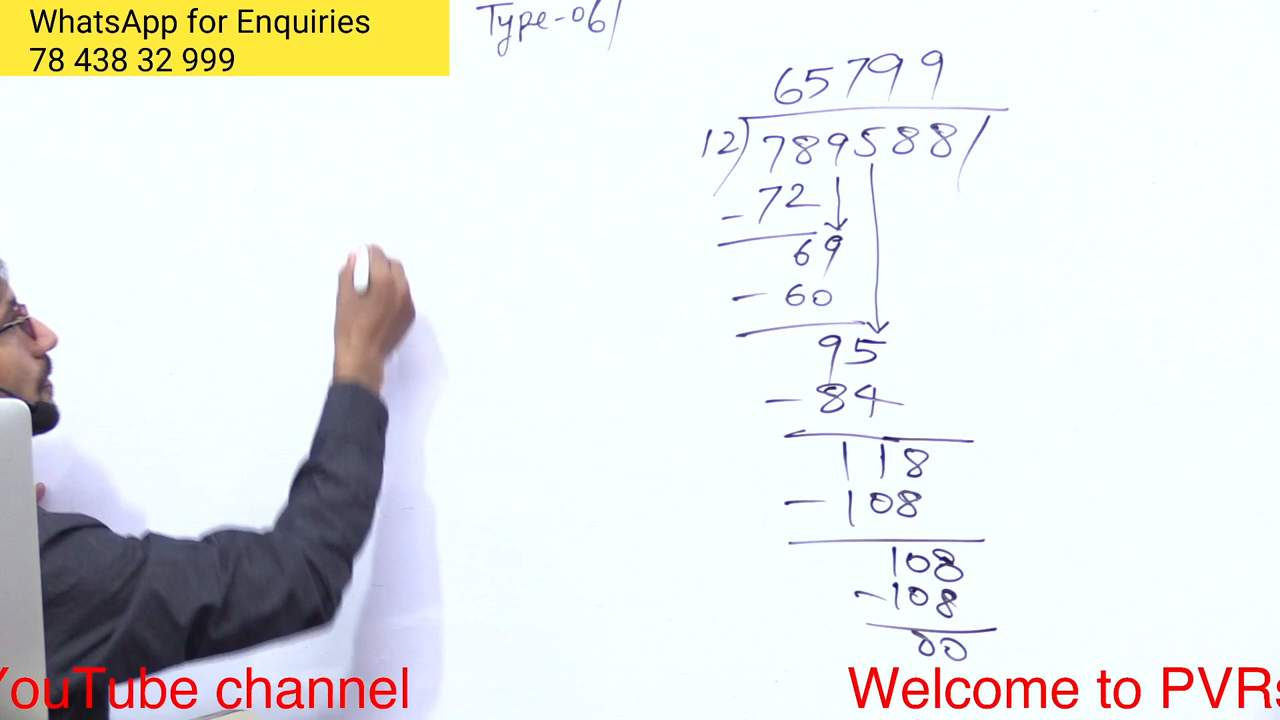 WhatsApp for Enquiries
78 438 32 999
Type-06/
65799
12)789588/
-72
69
-60
95
-84
118
-108
108
-108
00
YouTube channel
Welcome to PVRs